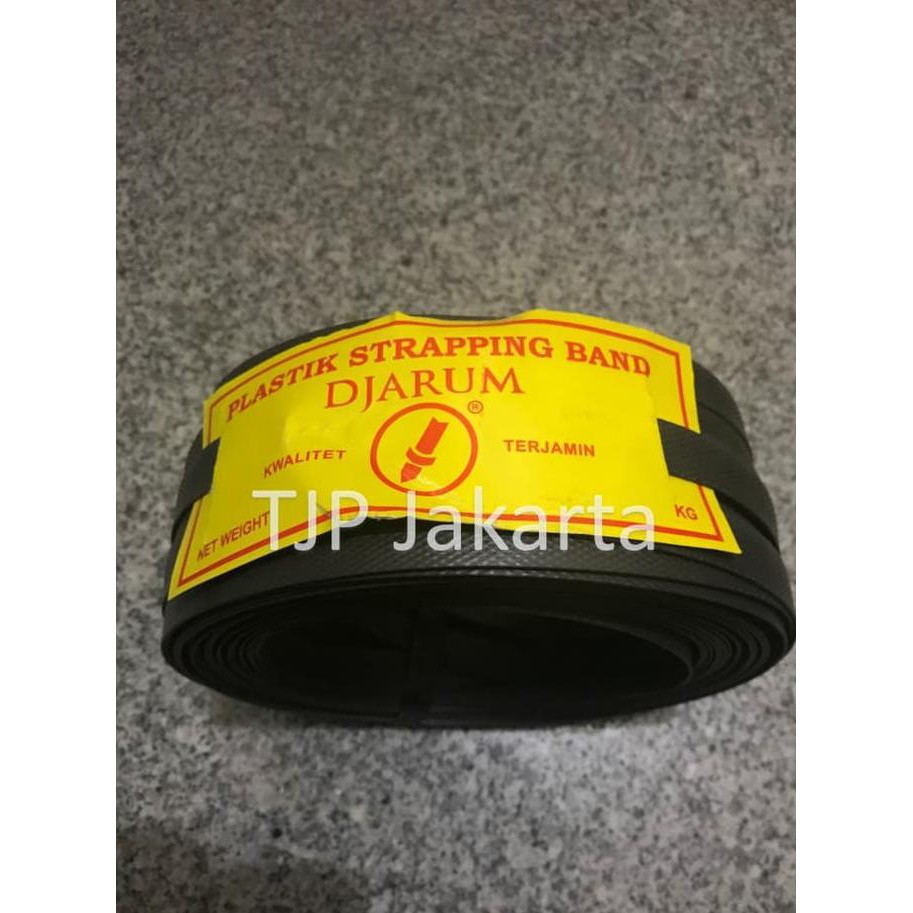 PLASTIK STRAPPING BAND
DJARUM
®
KWALITET TERJAMIN
NET WEIGHT KG
TJP Jakarta